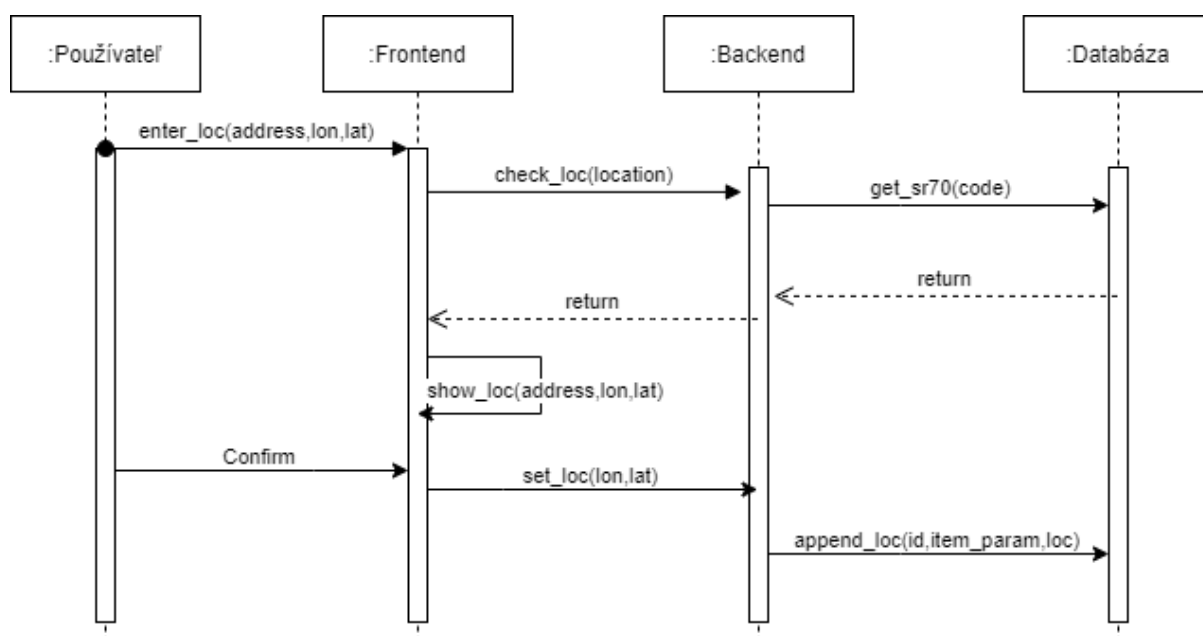 :Používateľ
:Frontend
:Backend
:Databáza
enter_loc(address,lon,lat)
check_loc(location)
get_sr70(code)
return
return
show_loc(address,lon,lat)
Confirm
set_loc(lon,lat)
append_loc(id,item_param,loc)